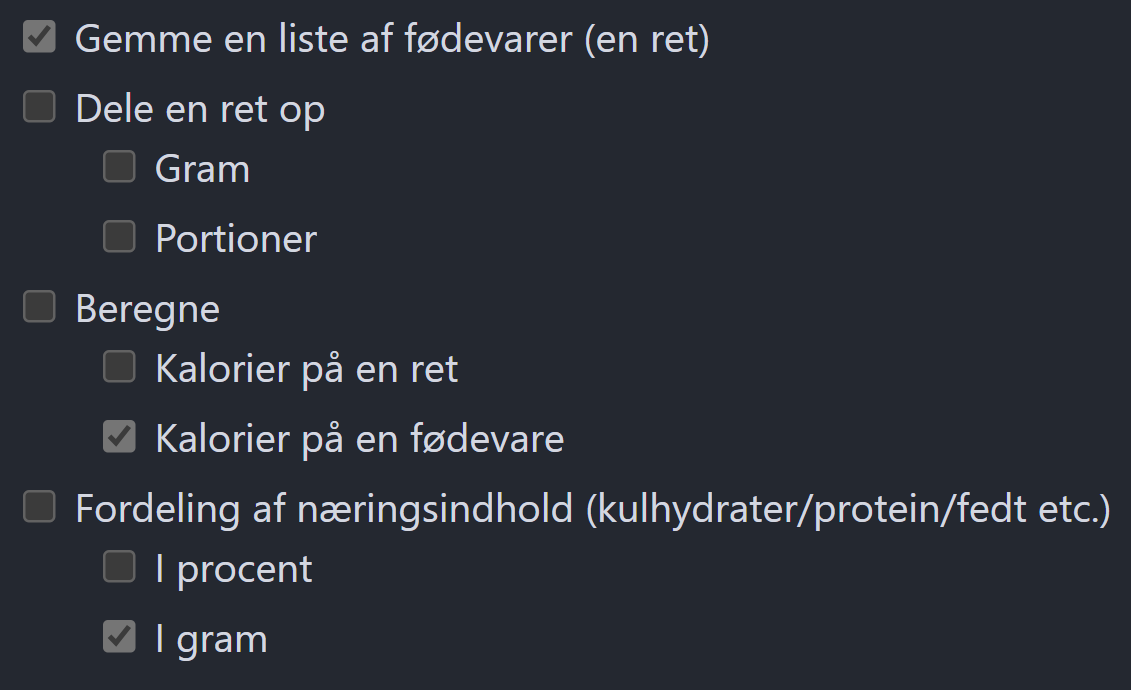 Gemme en liste af fødevarer (en ret)
Dele en ret op
Gram
Portioner
Beregne
Kalorier på en ret
Kalorier på en fødevare
Fordeling af næringsindhold (kulhydrater/protein/fedt etc.)
I procent
I gram